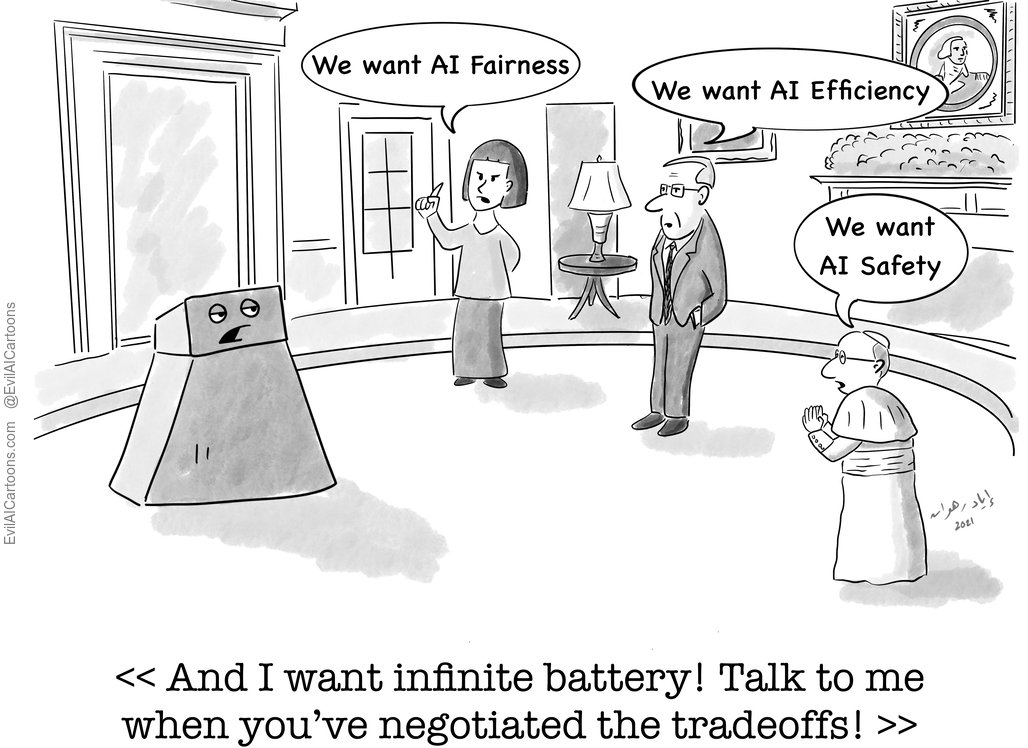 We want AI Fairness
We want AI Efficiency
We want
AI Safety
EvilAICartoons.com @EvilAICartoons
إياد رهوان
2021
<< And I want infinite battery! Talk to me
when you've negotiated the tradeoffs! >>